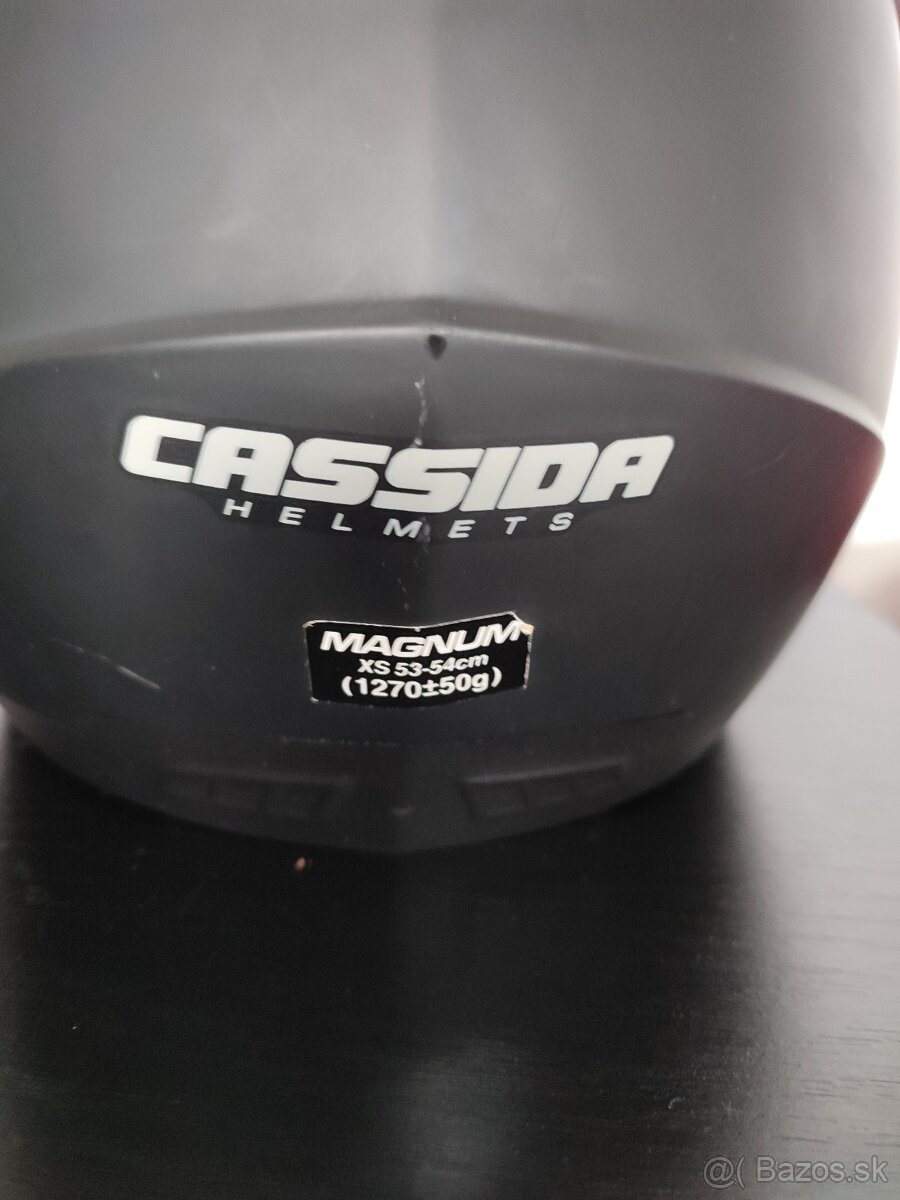 CASSIDA
HELMETS
MAGNUM
XS 53-54cm
(1270±50g)
@( Bazos.sk